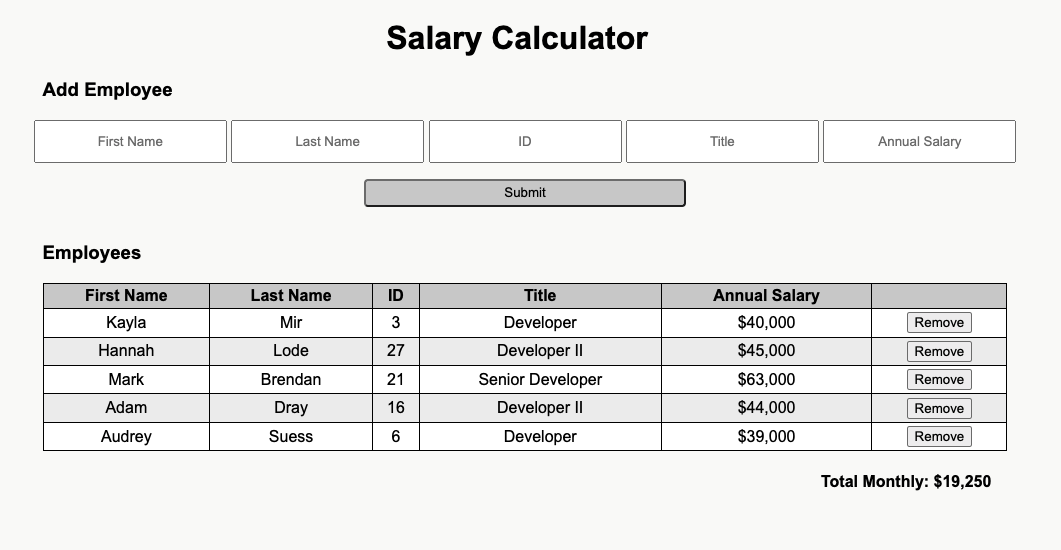 Salary Calculator
Add Employee
First Name Last Name ID Title Annual Salary
Submit
Employees
First Name Last Name ID Title Annual Salary
Kayla Mir 3 Developer $40,000 Remove
Hannah Lode 27 Developer II $45,000 Remove
Mark Brendan 21 Senior Developer $63,000 Remove
Adam Dray 16 Developer II $44,000 Remove
Audrey Suess 6 Developer $39,000 Remove
Total Monthly: $19,250